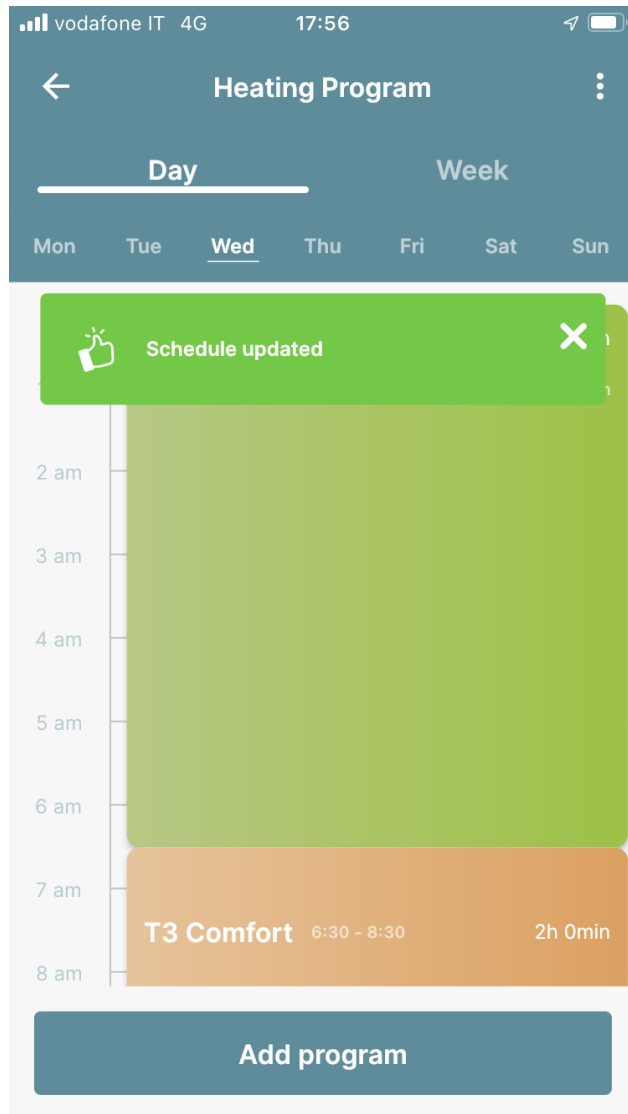 vodafone IT 4G 17:56
Heating Program
Day Week
Mon Tue Wed Thu Fri Sat Sun
Schedule updated
2 am
3 am
4 am
5 am
6 am
7 am
T3 Comfort 6:30 - 8:30 2h 0min
8 am
Add program